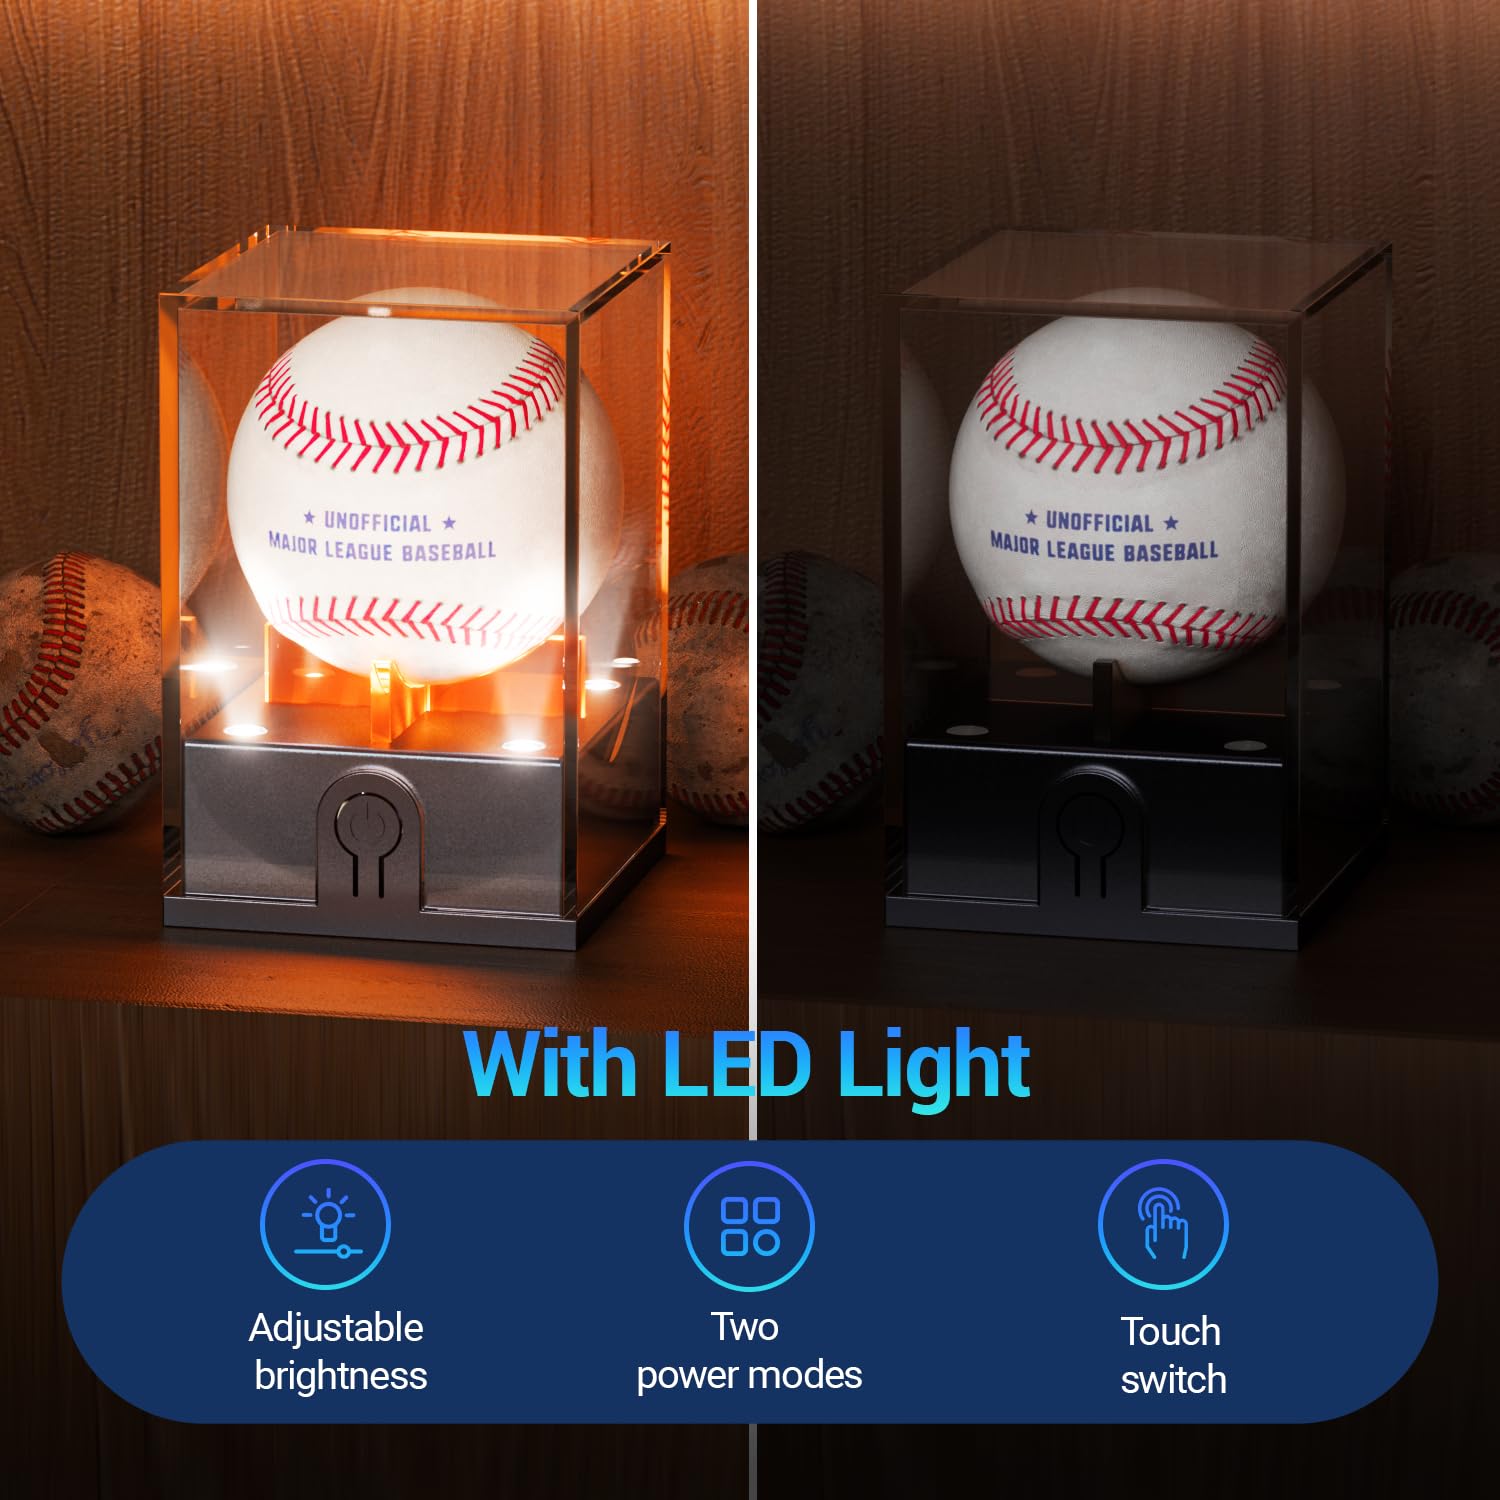 ★ UNOFFICIAL ★
MAJOR LEAGUE BASEBALL
★ UNOFFICIAL ★
MAJOR LEAGUE BASEBALL
With LED Light
Adjustable
brightness
Two
power modes
Touch
switch